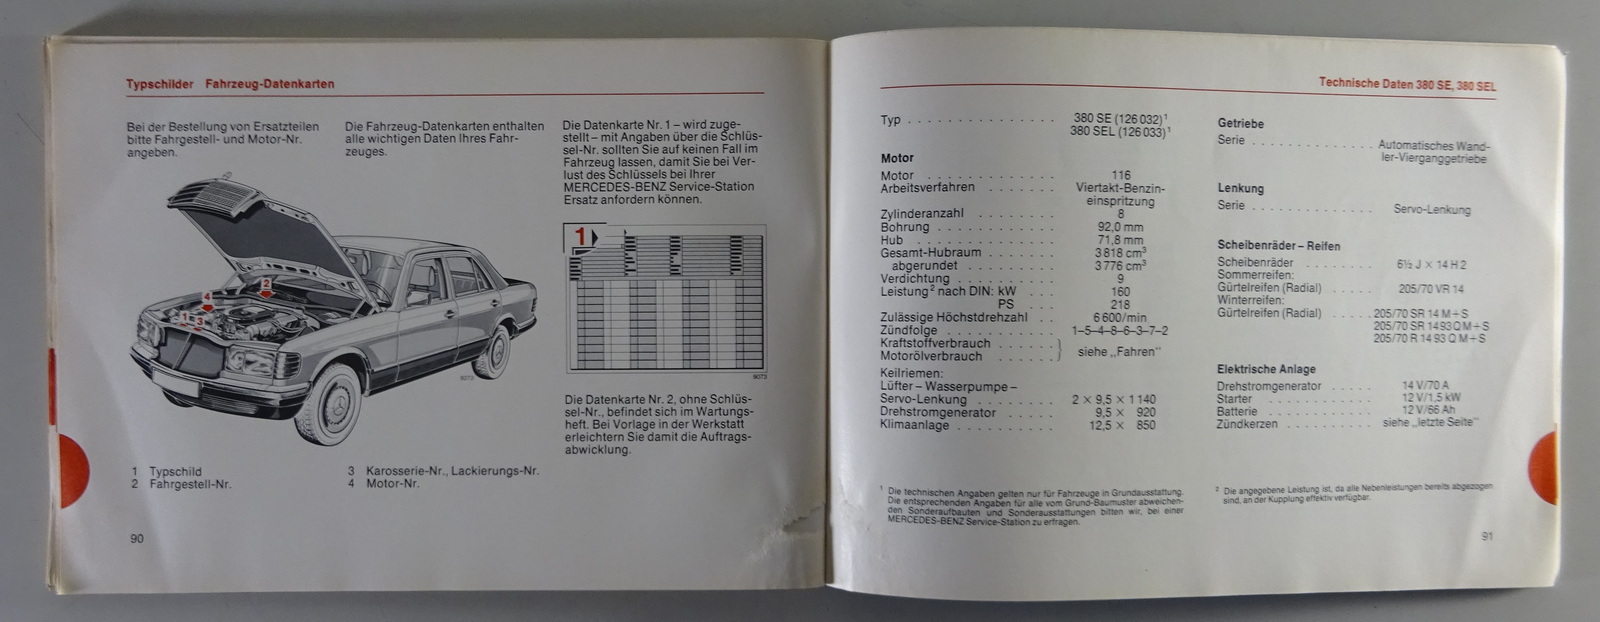 Typschilder Fahrzeug-Datenkarten
Bei der Bestellung von Ersatzteilen
bitte Fahrgestell- und Motor-Nr.
angeben.
Die Fahrzeug-Datenkarten enthalten
alle wichtigen Daten Ihres Fahr-
zeuges.
Die Datenkarte Nr. 1 – wird zuge-
stellt – mit Angaben über die Schlüs-
sel-Nr. sollten Sie auf keinen Fall im
Fahrzeug lassen, damit Sie bei Ver-
lust des Schlüssels bei Ihrer
MERCEDES-BENZ Service-Station
Ersatz anfordern können.
1
2
4
1
3
9073
9073
Die Datenkarte Nr. 2, ohne Schlüs-
sel-Nr., befindet sich im Wartungs-
heft. Bei Vorlage in der Werkstatt
erleichtern Sie damit die Auftrags-
abwicklung.
1 Typschild
2 Fahrgestell-Nr.
3 Karosserie-Nr., Lackierungs-Nr.
4 Motor-Nr.
90
Technische Daten 380 SE, 380 SEL
Typ . . . . . . . . . . . . . 380 SE (126 032)¹
380 SEL (126 033)¹
Motor
Motor . . . . . . . . . . . . 116
Arbeitsverfahren . . . . . . . Viertakt-Benzin-
einspritzung
Zylinderanzahl . . . . . . . . 8
Bohrung . . . . . . . . . . . 92,0 mm
Hub . . . . . . . . . . . . . 71,8 mm
Gesamt-Hubraum . . . . . . . 3 818 cm³
abgerundet . . . . . . . . . 3 776 cm³
Verdichtung . . . . . . . . . 9
Leistung² nach DIN: kW . . . 160
PS . . . . 218
Zulässige Höchstdrehzahl . . 6 600/min
Zündfolge . . . . . . . . . . 1–5–4–8–6–3–7–2
Kraftstoffverbrauch . . . . . .
Motorölverbrauch . . . . . . . } siehe „Fahren“
Keilriemen:
Lüfter – Wasserpumpe –
Servo-Lenkung . . . . . . . . 2 × 9,5 × 1 140
Drehstromgenerator . . . . . . 9,5 × 920
Klimaanlage . . . . . . . . . 12,5 × 850
¹ Die technischen Angaben gelten nur für Fahrzeuge in Grundausstattung.
Die entsprechenden Angaben für alle vom Grund-Baumuster abweichen-
den Sonderaufbauten und Sonderausstattungen bitten wir, bei einer
MERCEDES-BENZ Service-Station zu erfragen.
Getriebe
Serie . . . . . . . . . . . . . Automatisches Wand-
ler-Vierganggetriebe
Lenkung
Serie . . . . . . . . . . . . . Servo-Lenkung
Scheibenräder – Reifen
Scheibenräder . . . . . . . . 6½ J × 14 H 2
Sommerreifen:
Gürtelreifen (Radial) . . . . . 205/70 VR 14
Winterreifen:
Gürtelreifen (Radial) . . . . . 205/70 SR 14 M+S
205/70 SR 14 93 Q M+S
205/70 R 14 93 Q M+S
Elektrische Anlage
Drehstromgenerator . . . . . 14 V/70 A
Starter . . . . . . . . . . . . 12 V/1,5 kW
Batterie . . . . . . . . . . . 12 V/66 Ah
Zündkerzen . . . . . . . . . . siehe „letzte Seite“
² Die angegebene Leistung ist, da alle Nebenleistungen bereits abgezogen
sind, an der Kupplung effektiv verfügbar.
91